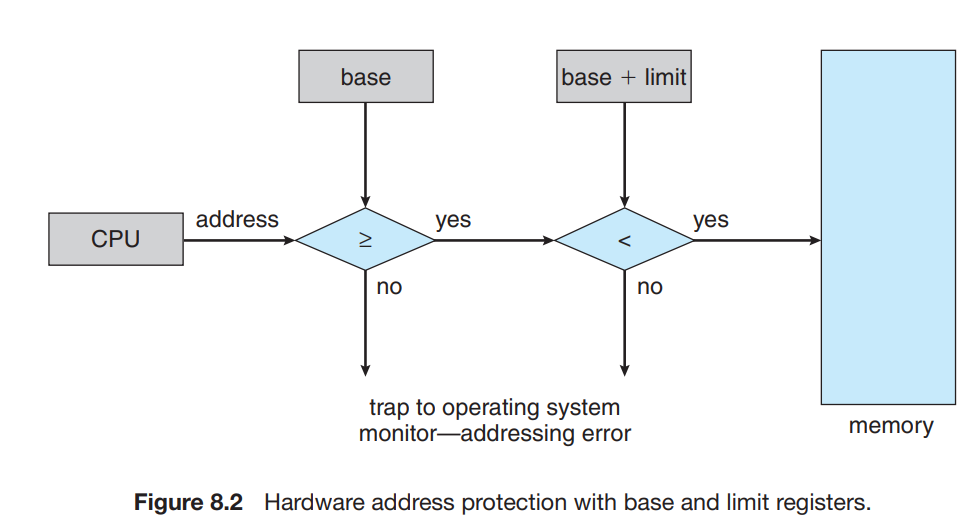 base
base + limit
CPU
address
≥
yes
<
yes
no
no
trap to operating system
monitor—addressing error
memory
Figure 8.2 Hardware address protection with base and limit registers.